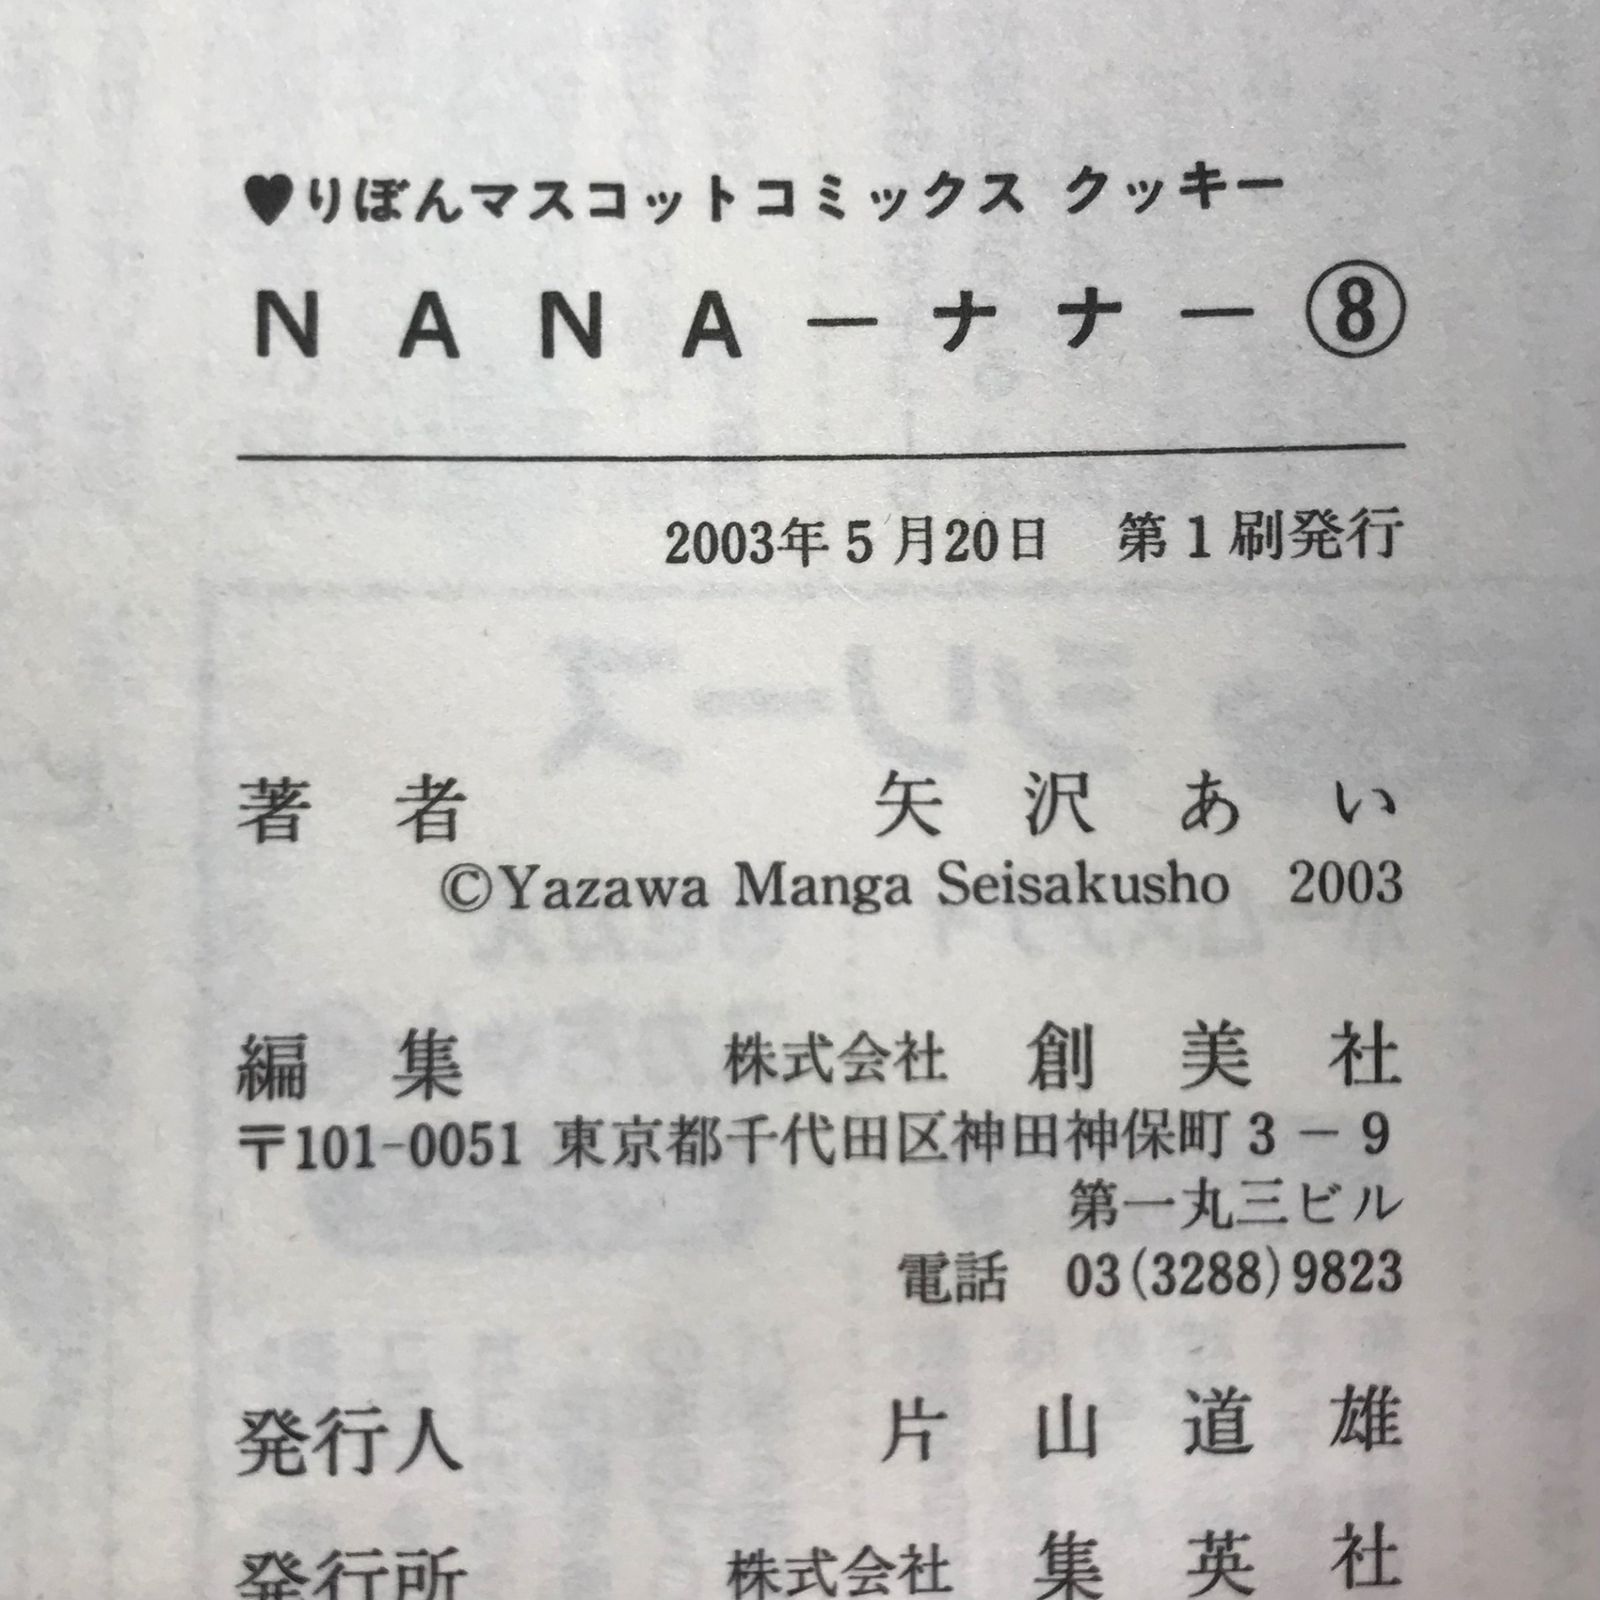 ♥りぼんマスコットコミックス クッキー
NANA―ナナ―⑧
2003年5月20日 第1刷発行
著者 矢沢あい
©Yazawa Manga Seisakusho 2003
編集 株式会社 創美社
〒101-0051 東京都千代田区神田神保町3－9
第一丸三ビル
電話 03(3288)9823
発行人 片山道雄
発行所 株式会社 集英社